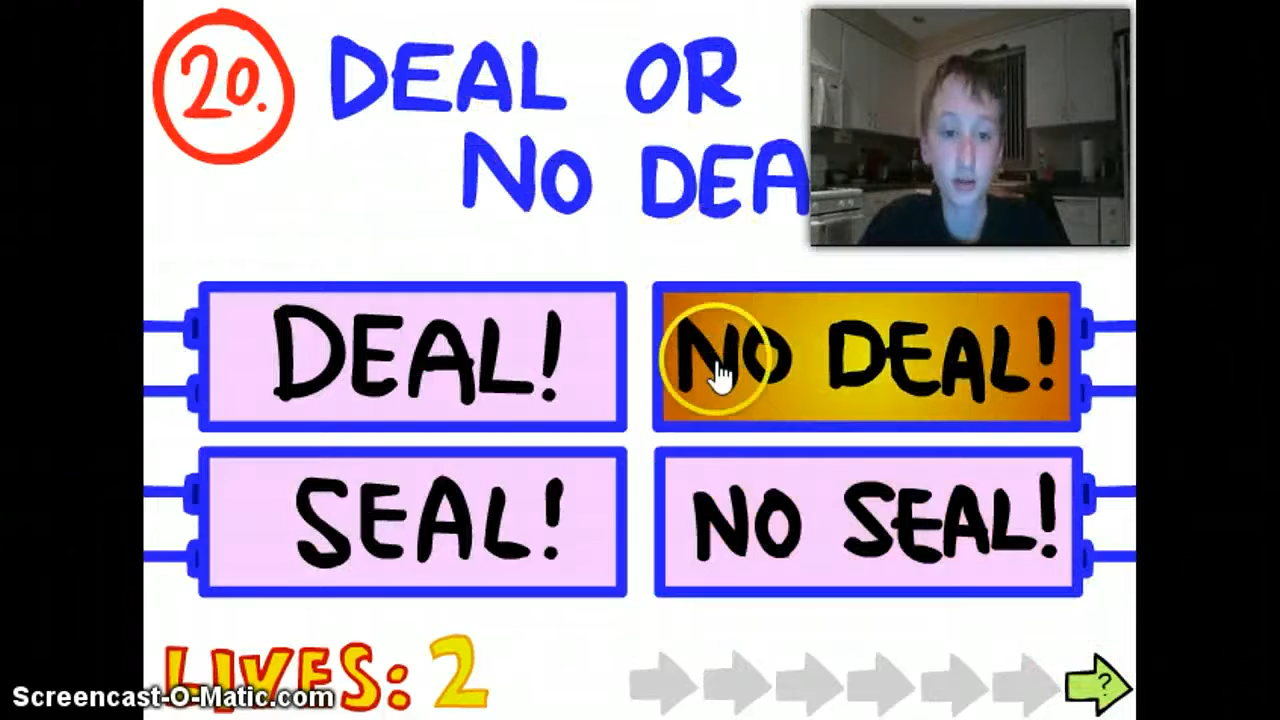 20. DEAL OR
NO DEA
DEAL!
NO DEAL!
SEAL!
NO SEAL!
LIVES: 2
?
Screencast-O-Matic.com